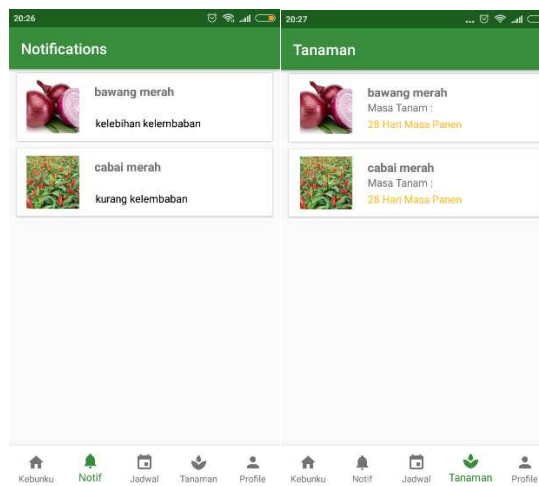 20:26
Notifications
bawang merah
kelebihan kelembaban
cabai merah
kurang kelembaban
Kebunku Notif Jadwal Tanaman Profile
20:27
...
Tanaman
bawang merah
Masa Tanam :
28 Hari Masa Panen
cabai merah
Masa Tanam :
28 Hari Masa Panen
Kebunku Notif Jadwal Tanaman Profile